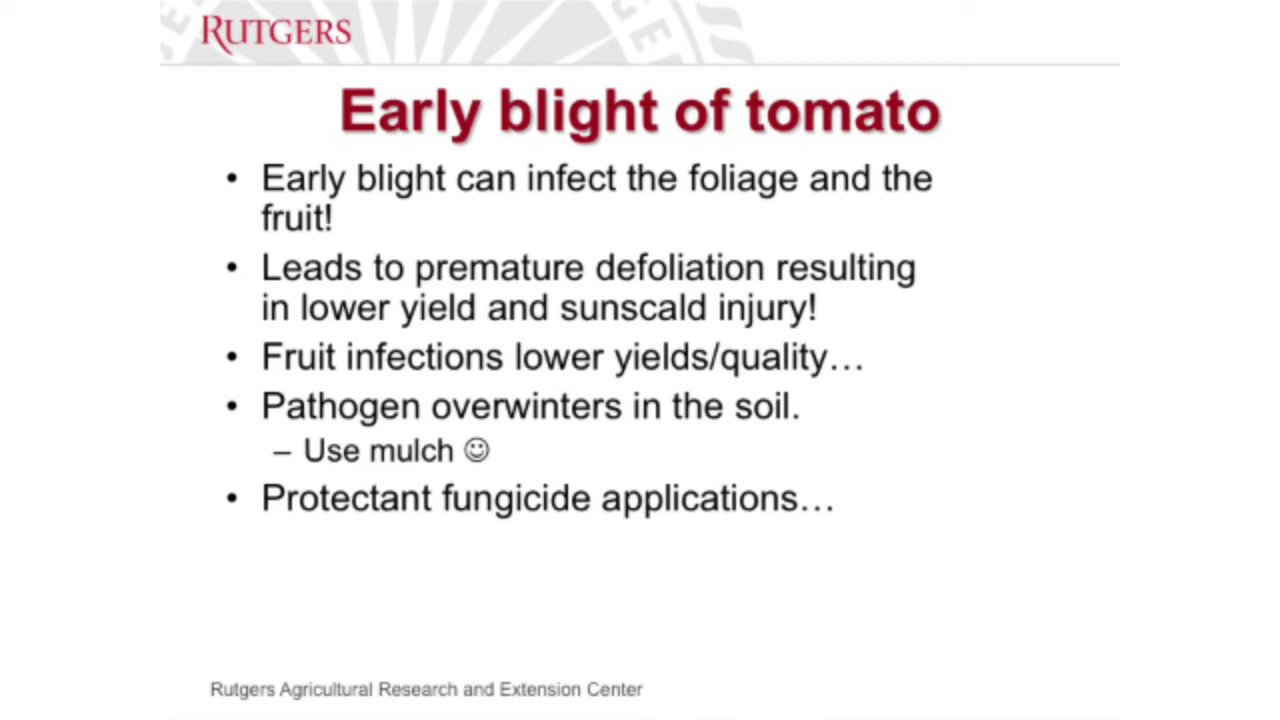 RUTGERS
Early blight of tomato
• Early blight can infect the foliage and the
fruit!
• Leads to premature defoliation resulting
in lower yield and sunscald injury!
• Fruit infections lower yields/quality…
• Pathogen overwinters in the soil.
– Use mulch ☺
• Protectant fungicide applications…
Rutgers Agricultural Research and Extension Center